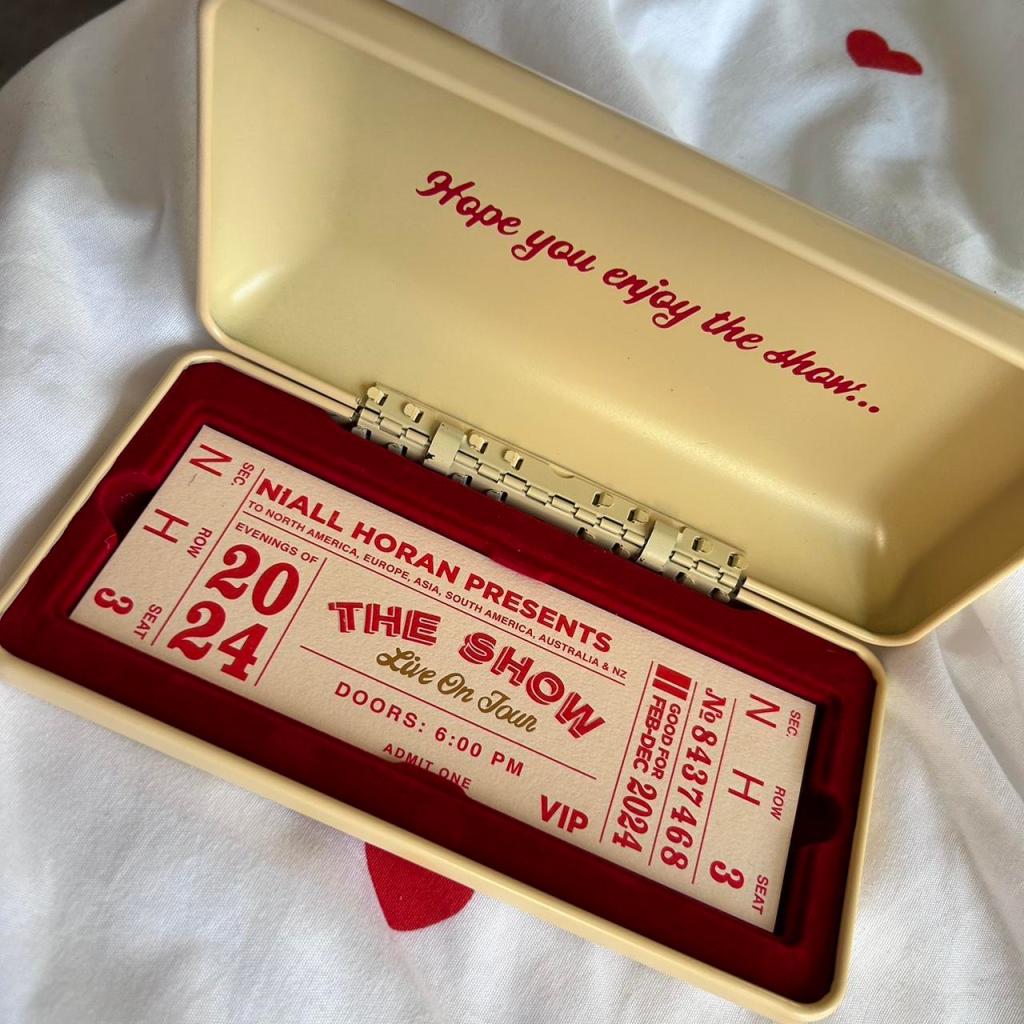 Hope you enjoy the show...
SEC. ROW SEAT
N H 3
NIALL HORAN PRESENTS
TO NORTH AMERICA, EUROPE, ASIA, SOUTH AMERICA, AUSTRALIA & NZ
EVENINGS OF
20
24
THE SHOW
Live On Tour
DOORS: 6:00 PM
ADMIT ONE
VIP
GOOD FOR
FEB-DEC 2024
No 8437468
SEC. ROW SEAT
N H 3